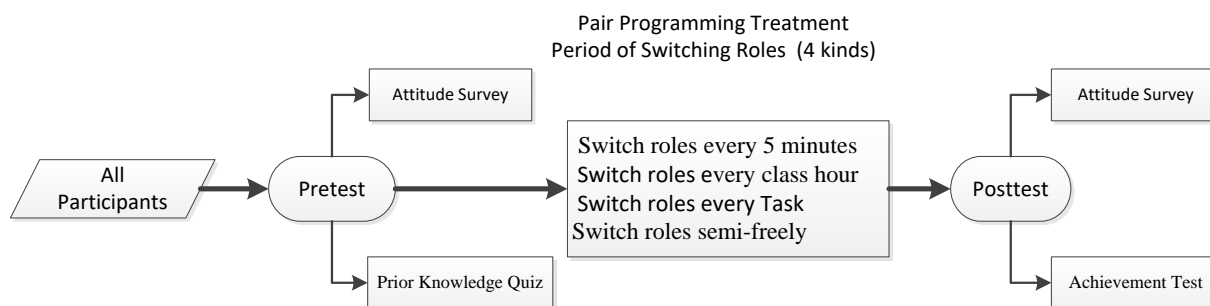 Pair Programming Treatment
Period of Switching Roles (4 kinds)
Attitude Survey
Attitude Survey
All
Participants
Pretest
Switch roles every 5 minutes
Switch roles every class hour
Switch roles every Task
Switch roles semi-freely
Posttest
Prior Knowledge Quiz
Achievement Test